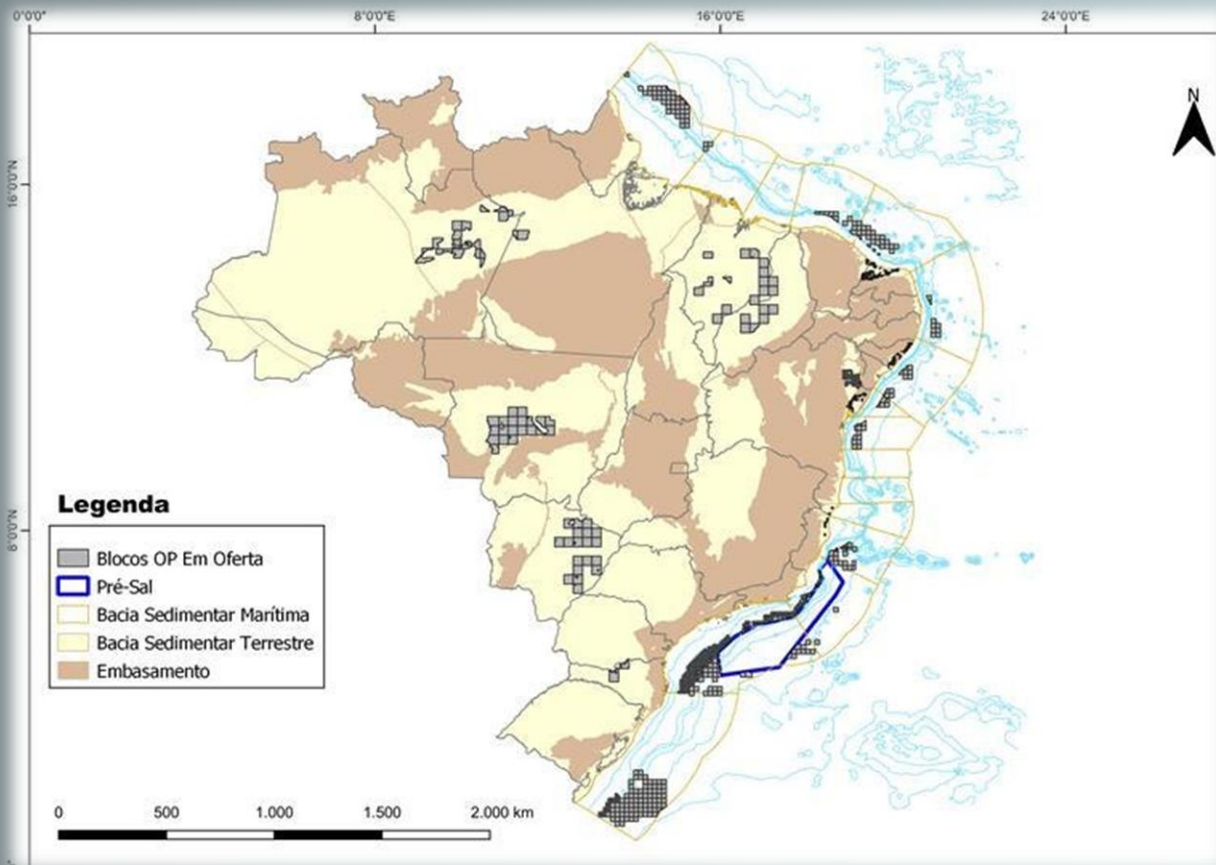 0°0'0"
8°0'0"E
16°0'0"E
24°0'0"E
N
16°0'0"N
8°0'0"N
Legenda
Blocos OP Em Oferta
Pré-Sal
Bacia Sedimentar Marítima
Bacia Sedimentar Terrestre
Embasamento
0 500 1.000 1.500 2.000 km